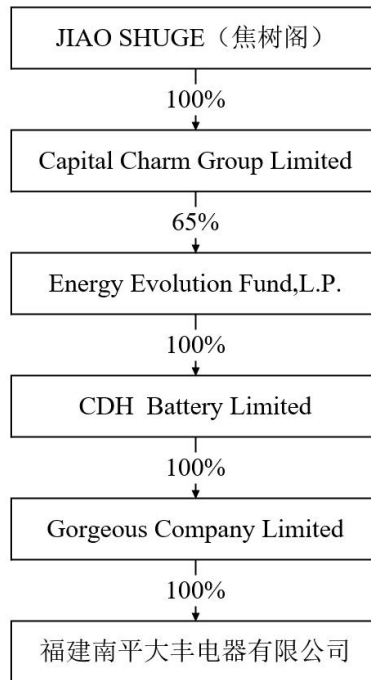 JIAO SHUGE（焦树阁）
100%
Capital Charm Group Limited
65%
Energy Evolution Fund,L.P.
100%
CDH Battery Limited
100%
Gorgeous Company Limited
100%
福建南平大丰电器有限公司